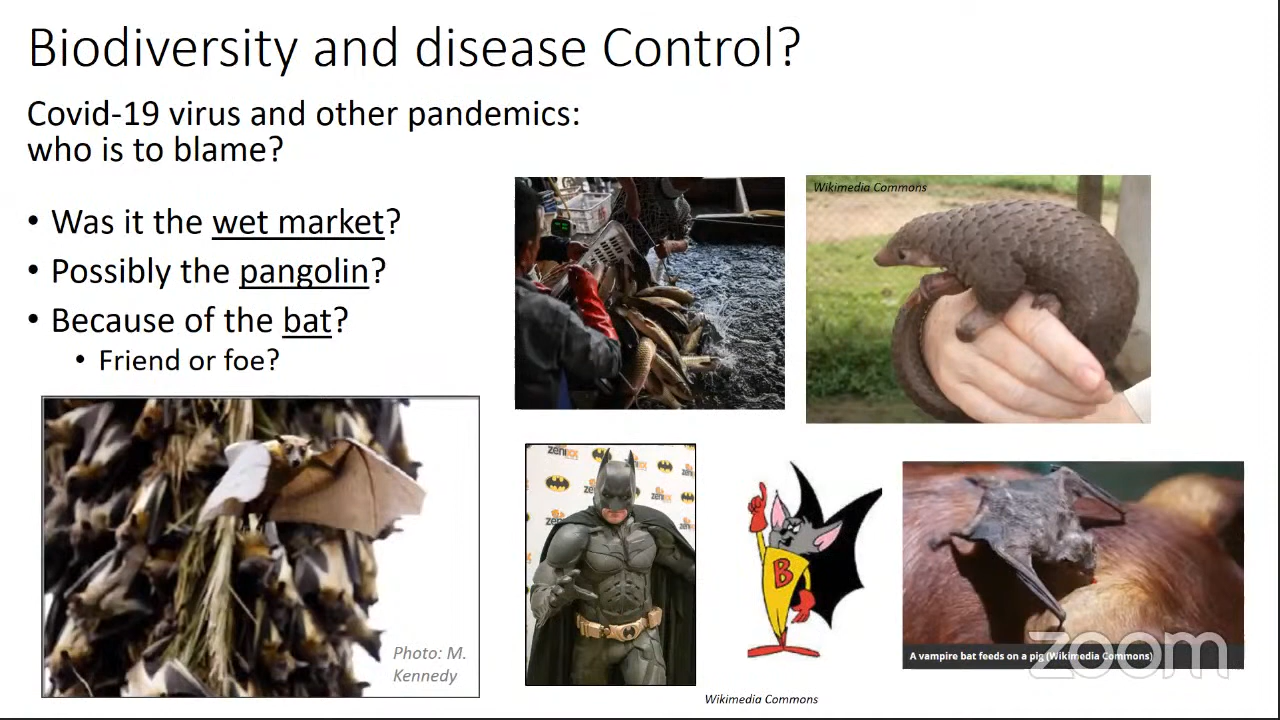 Biodiversity and disease Control?
Covid-19 virus and other pandemics:
who is to blame?
• Was it the wet market?
• Possibly the pangolin?
• Because of the bat?
• Friend or foe?
Wikimedia Commons
Photo: M.
Kennedy
B
Wikimedia Commons
A vampire bat feeds on a pig (Wikimedia Commons)
zoom